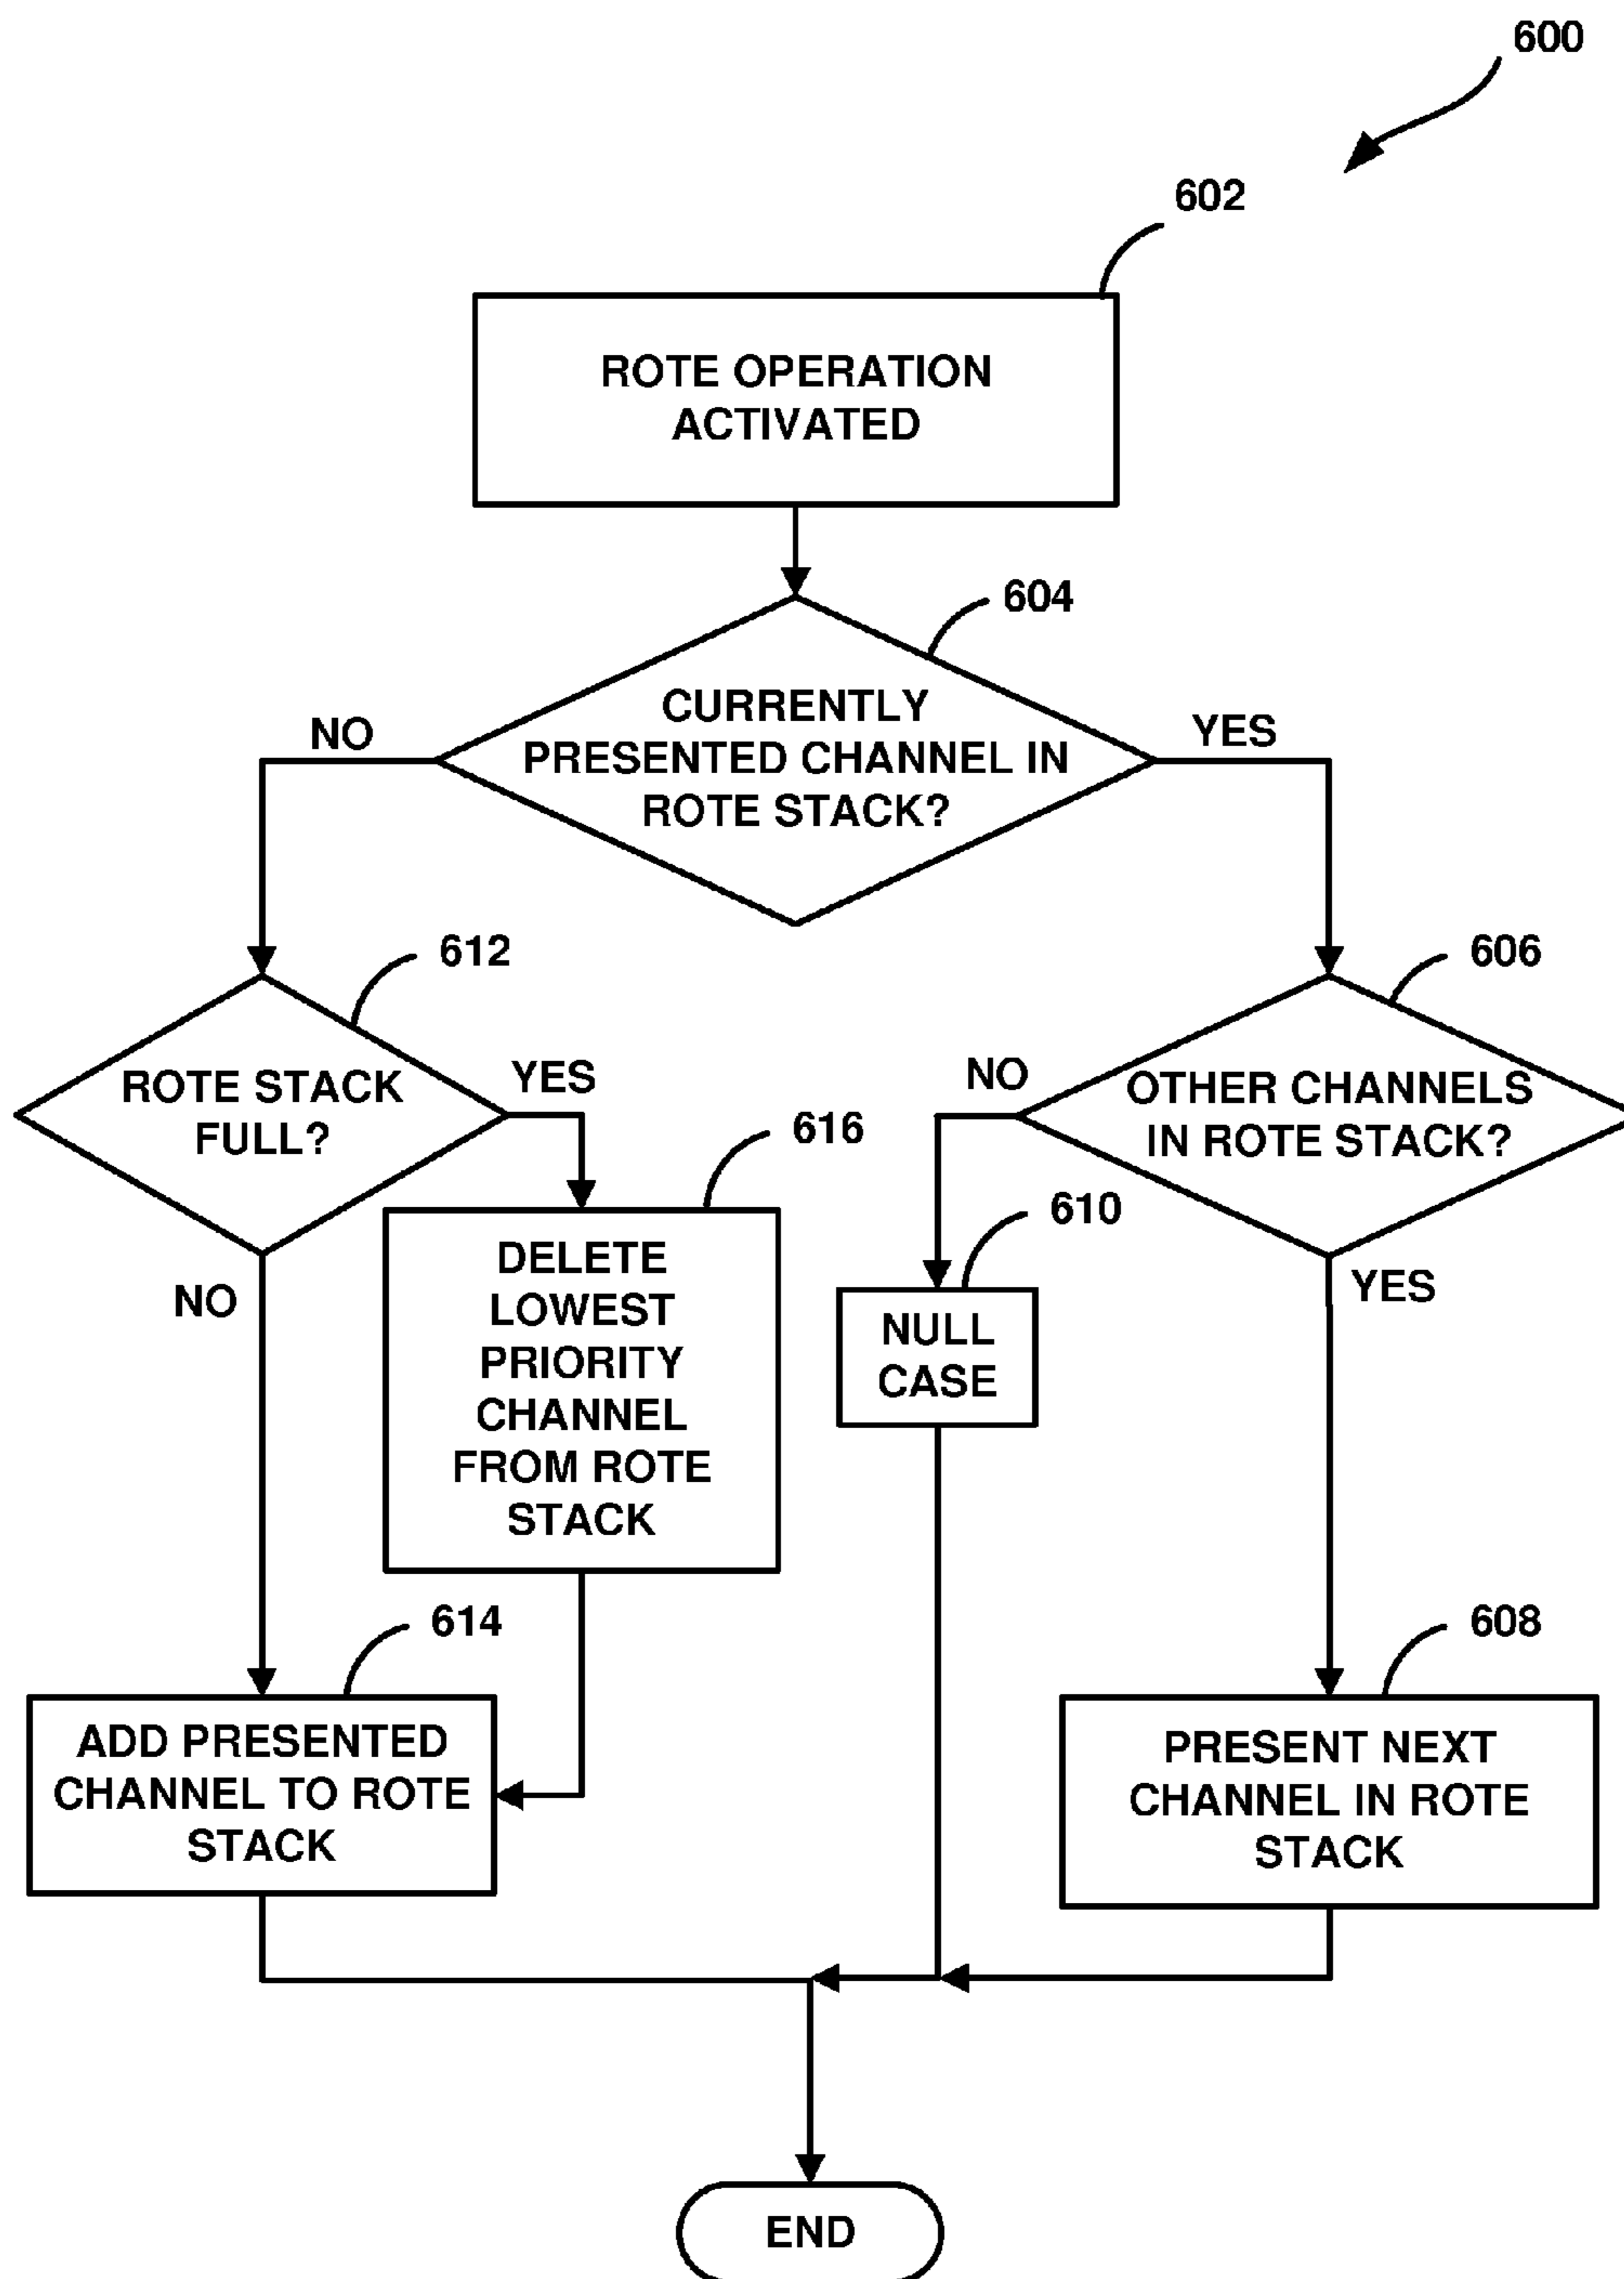 600
602
ROTE OPERATION
ACTIVATED
604
CURRENTLY
PRESENTED CHANNEL IN
ROTE STACK?
NO
YES
612
606
ROTE STACK
FULL?
YES
NO
OTHER CHANNELS
IN ROTE STACK?
616
610
NO
YES
DELETE
LOWEST
PRIORITY
CHANNEL
FROM ROTE
STACK
NULL
CASE
614
608
ADD PRESENTED
CHANNEL TO ROTE
STACK
PRESENT NEXT
CHANNEL IN ROTE
STACK
END